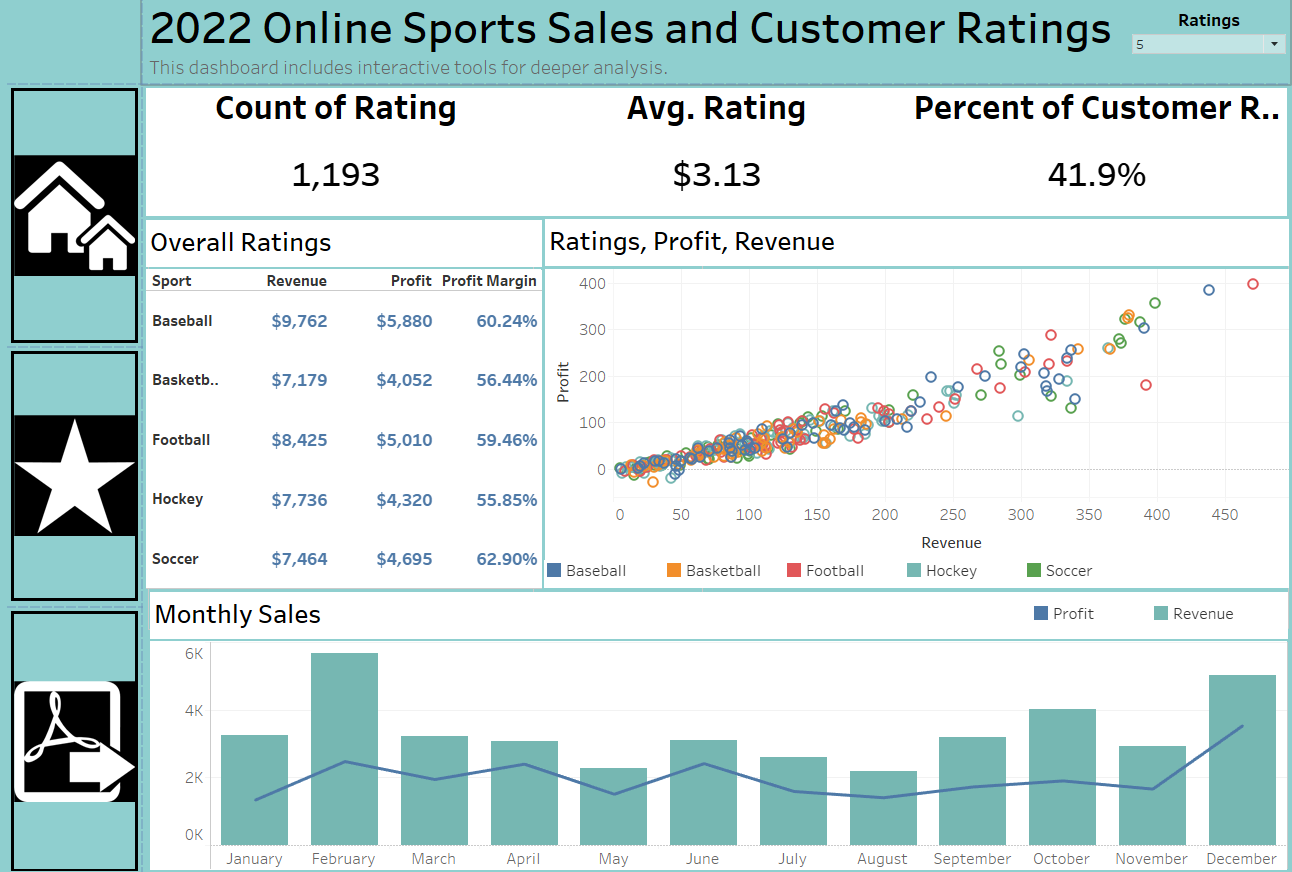 2022 Online Sports Sales and Customer Ratings
This dashboard includes interactive tools for deeper analysis.
Ratings
5
Count of Rating
Avg. Rating
Percent of Customer R..
1,193
$3.13
41.9%
Overall Ratings
Sport Revenue Profit Profit Margin
Baseball $9,762 $5,880 60.24%
Basketb.. $7,179 $4,052 56.44%
Football $8,425 $5,010 59.46%
Hockey $7,736 $4,320 55.85%
Soccer $7,464 $4,695 62.90%
Ratings, Profit, Revenue
Profit
400
300
200
100
0
0 50 100 150 200 250 300 350 400 450
Revenue
Baseball Basketball Football Hockey Soccer
Monthly Sales
Profit Revenue
6K
4K
2K
0K
January February March April May June July August September October November December